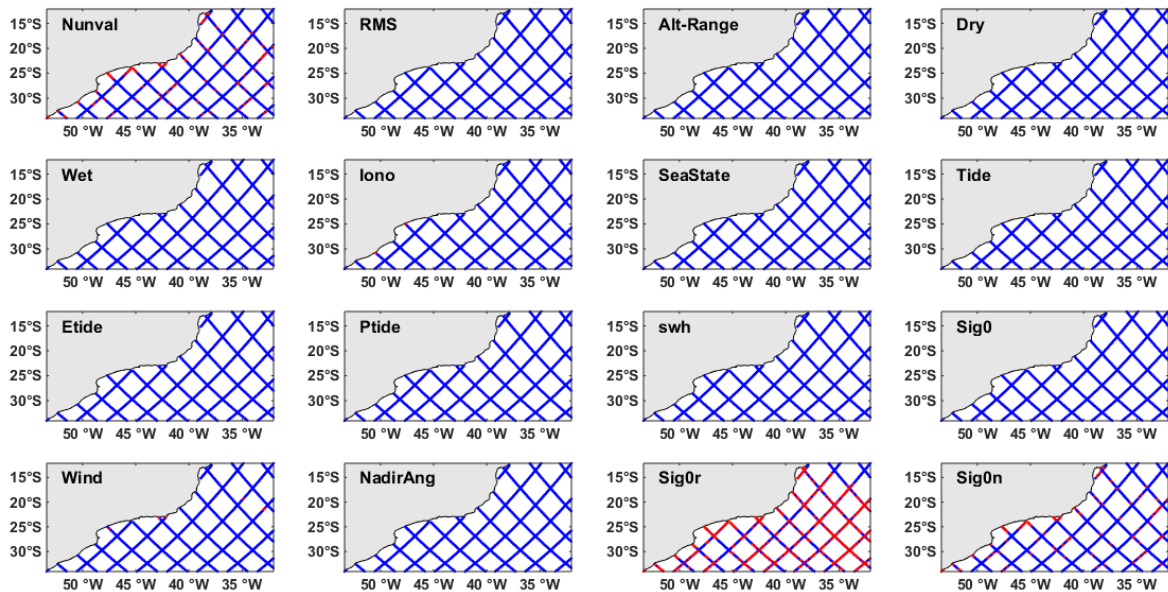 Nunval RMS Alt-Range Dry
15°S 15°S 15°S 15°S
20°S 20°S 20°S 20°S
25°S 25°S 25°S 25°S
30°S 30°S 30°S 30°S
50 °W 45°W 40°W 35 °W 50 °W 45°W 40°W 35 °W 50 °W 45°W 40°W 35 °W 50 °W 45°W 40°W 35 °W
Wet Iono SeaState Tide
15°S 15°S 15°S 15°S
20°S 20°S 20°S 20°S
25°S 25°S 25°S 25°S
30°S 30°S 30°S 30°S
50 °W 45°W 40°W 35 °W 50 °W 45°W 40°W 35 °W 50 °W 45°W 40°W 35 °W 50 °W 45°W 40°W 35 °W
Etide Ptide swh Sig0
15°S 15°S 15°S 15°S
20°S 20°S 20°S 20°S
25°S 25°S 25°S 25°S
30°S 30°S 30°S 30°S
50 °W 45°W 40°W 35 °W 50 °W 45°W 40°W 35 °W 50 °W 45°W 40°W 35 °W 50 °W 45°W 40°W 35 °W
Wind NadirAng Sig0r Sig0n
15°S 15°S 15°S 15°S
20°S 20°S 20°S 20°S
25°S 25°S 25°S 25°S
30°S 30°S 30°S 30°S
50 °W 45°W 40°W 35 °W 50 °W 45°W 40°W 35 °W 50 °W 45°W 40°W 35 °W 50 °W 45°W 40°W 35 °W